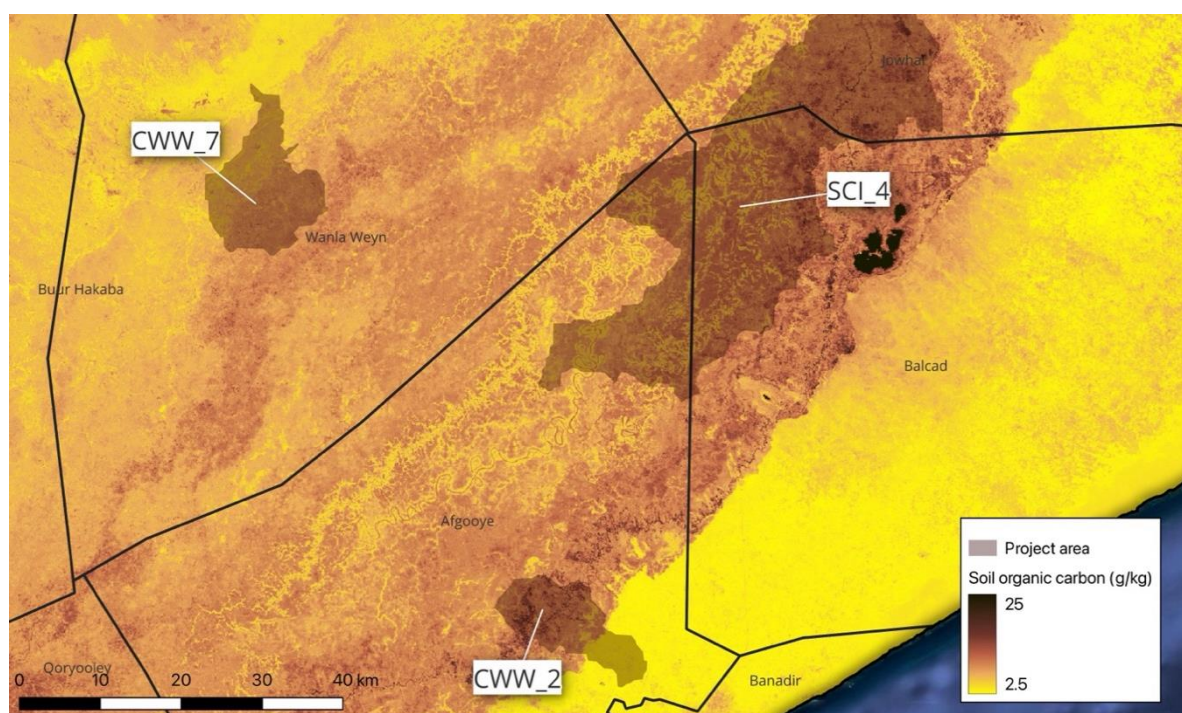 Jowhar
CWW_7
SCI_4
Wanla Weyn
Buur Hakaba
Balcad
Afgooye
Qoryooley
CWW_2
Banadir
0 10 20 30 40 km
Project area
Soil organic carbon (g/kg)
25
2.5